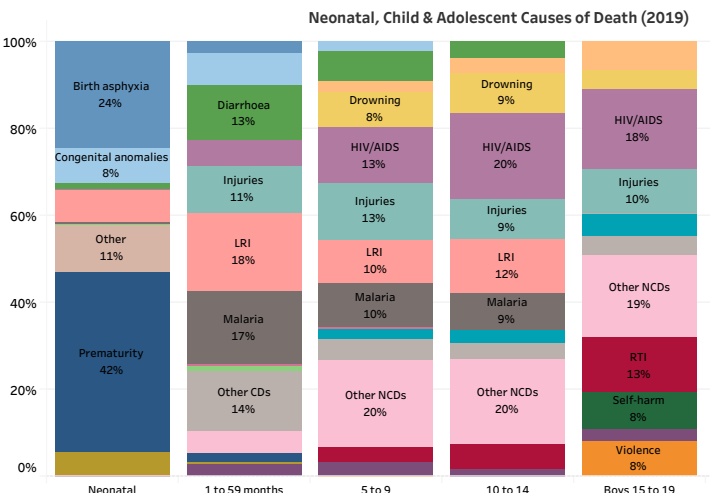 Neonatal, Child & Adolescent Causes of Death (2019)
100%
80%
60%
40%
20%
0%
Birth asphyxia
24%
Congenital anomalies
8%
Other
11%
Prematurity
42%
Neonatal
Diarrhoea
13%
Injuries
11%
LRI
18%
Malaria
17%
Other CDs
14%
1 to 59 months
Drowning
8%
HIV/AIDS
13%
Injuries
13%
LRI
10%
Malaria
10%
Other NCDs
20%
5 to 9
Drowning
9%
HIV/AIDS
20%
Injuries
9%
LRI
12%
Malaria
9%
Other NCDs
20%
10 to 14
HIV/AIDS
18%
Injuries
10%
Other NCDs
19%
RTI
13%
Self-harm
8%
Violence
8%
Boys 15 to 19